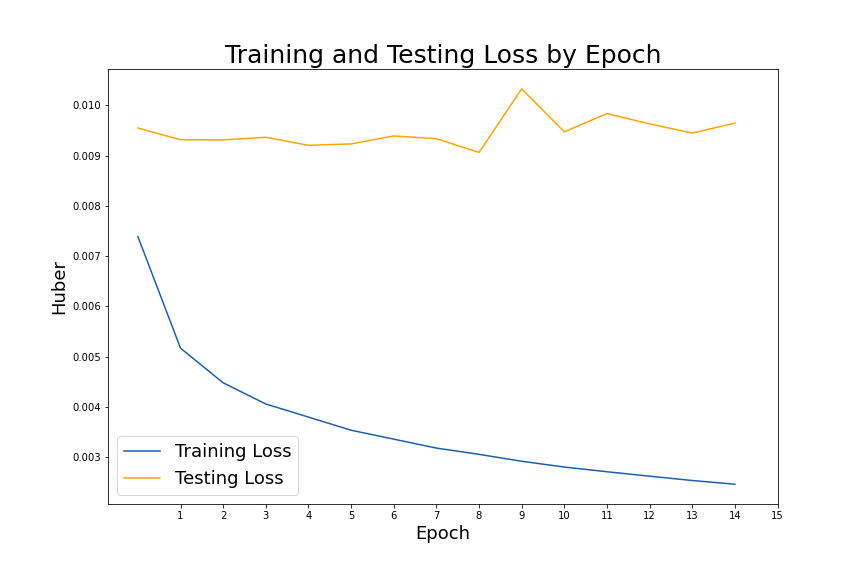 Training and Testing Loss by Epoch
0.010
0.009
0.008
0.007
0.006
0.005
0.004
0.003
Huber
Training Loss
Testing Loss
1 2 3 4 5 6 7 8 9 10 11 12 13 14 15
Epoch